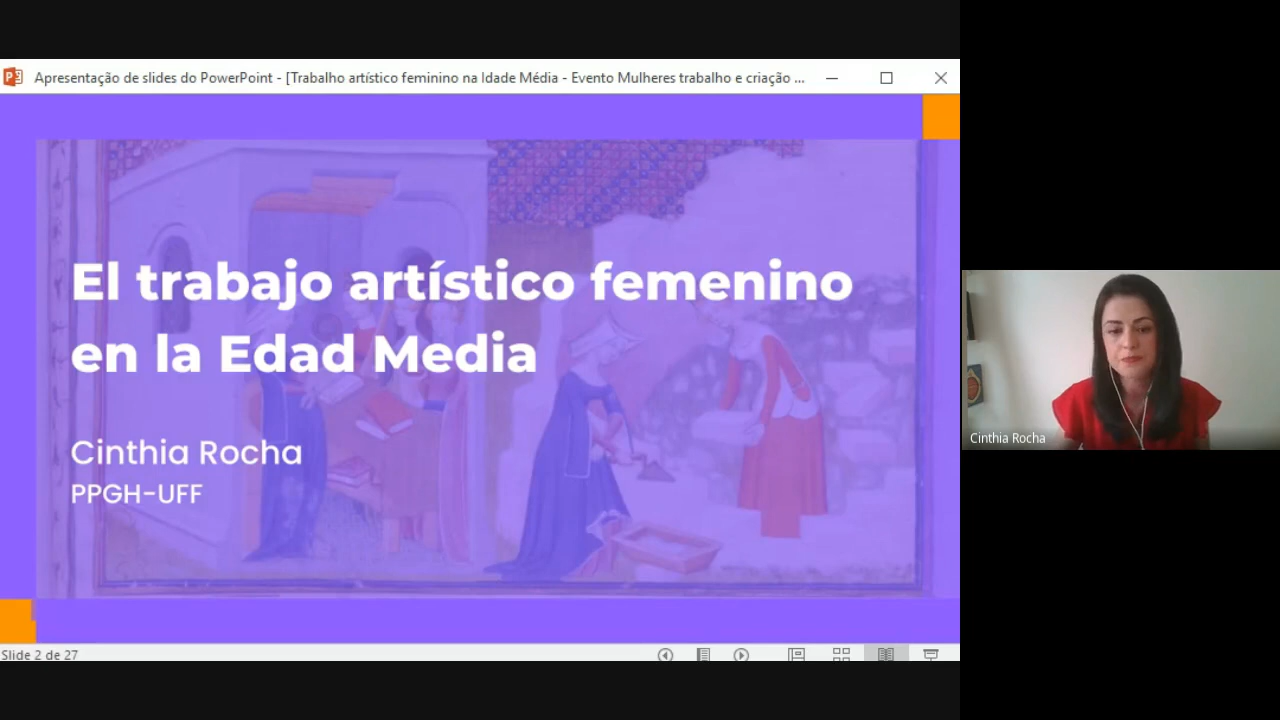 Apresentação de slides do PowerPoint - [Trabalho artístico feminino na Idade Média - Evento Mulheres trabalho e criação ...
El trabajo artístico femenino
en la Edad Media
Cinthia Rocha
PPGH-UFF
Cinthia Rocha
Slide 2 de 27